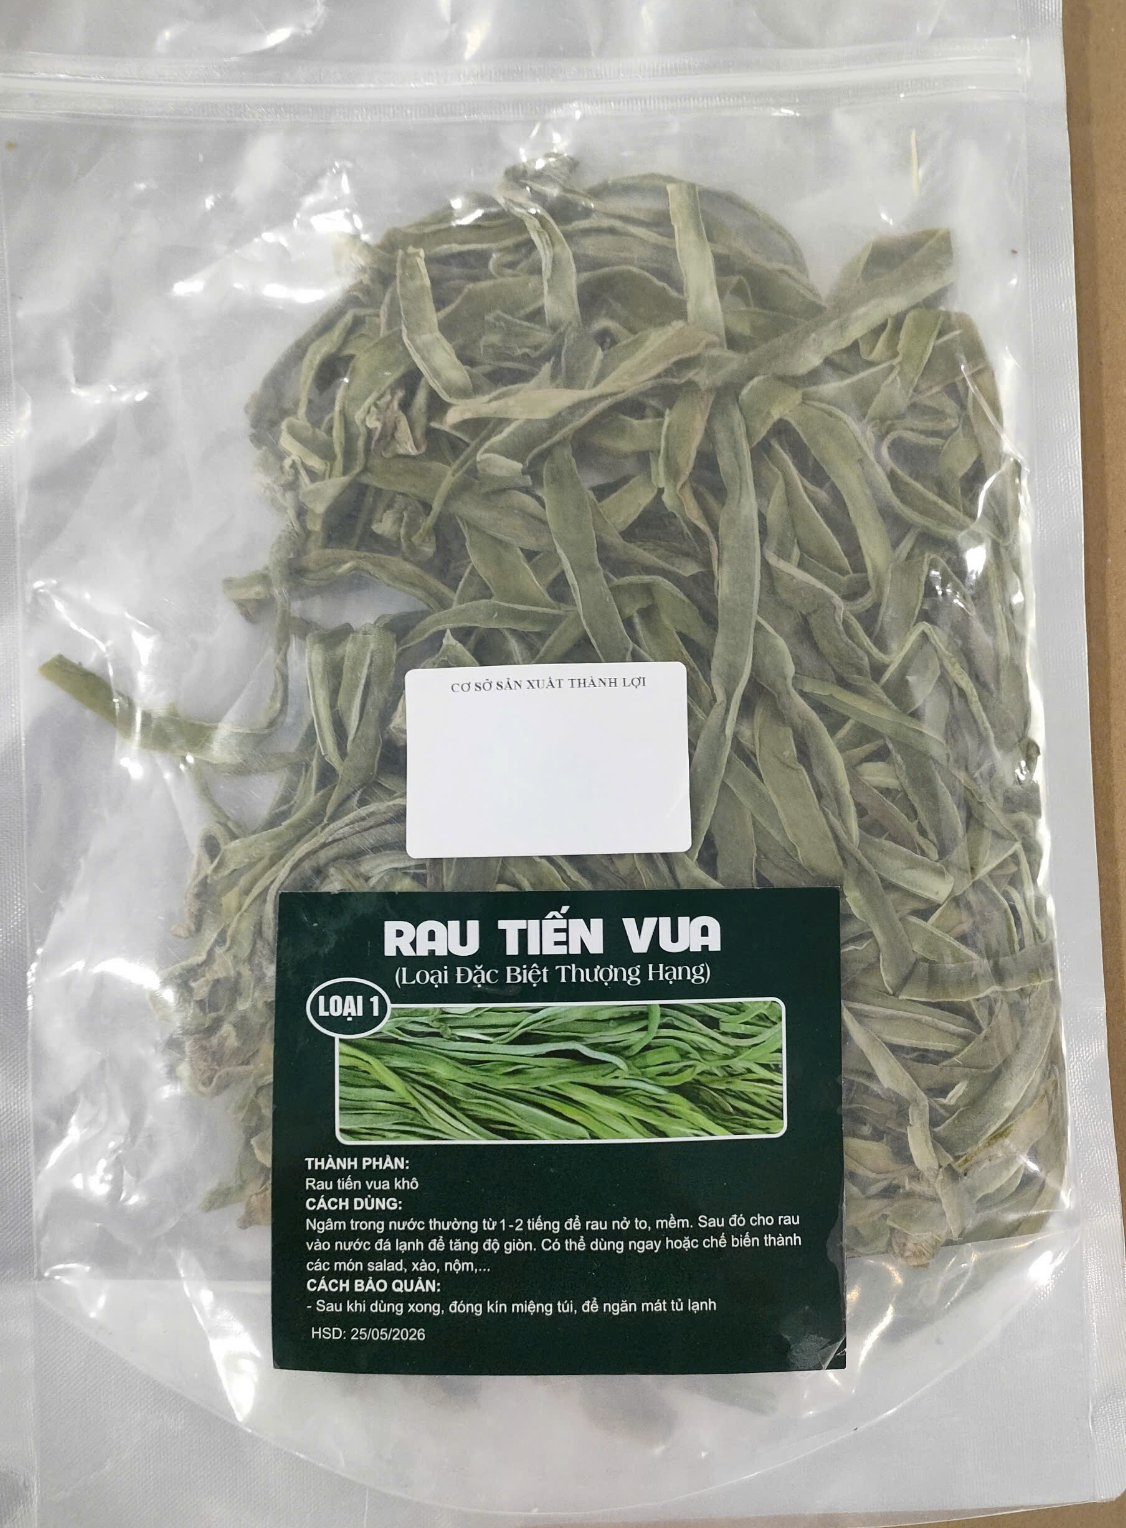 CƠ SỞ SẢN XUẤT THÀNH LỢI
RAU TIẾN VUA
(Loại Đặc Biệt Thượng Hạng)
LOẠI 1
THÀNH PHẦN:
Rau tiến vua khô
CÁCH DÙNG:
Ngâm trong nước thường từ 1-2 tiếng để rau nở to, mềm. Sau đó cho rau
vào nước đá lạnh để tăng độ giòn. Có thể dùng ngay hoặc chế biến thành
các món salad, xào, nộm,...
CÁCH BẢO QUẢN:
- Sau khi dùng xong, đóng kín miệng túi, để ngăn mát tủ lạnh
HSD: 25/05/2026